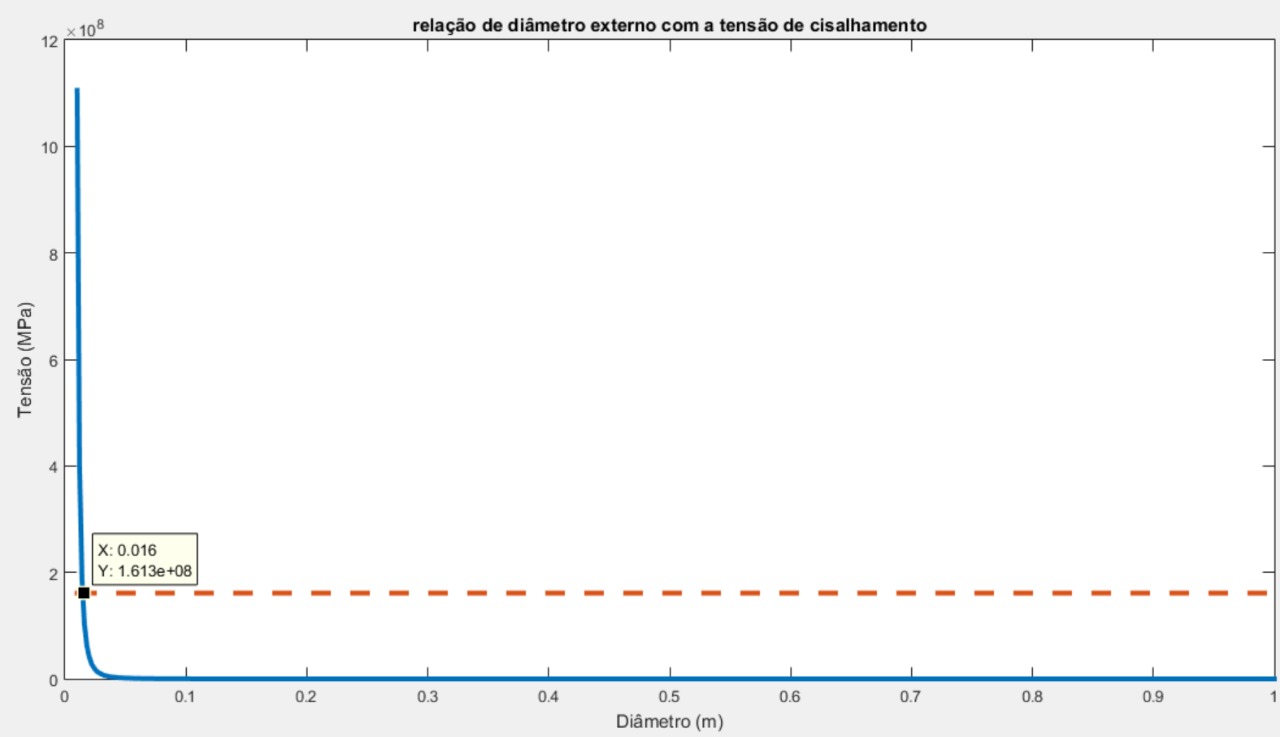 relação de diâmetro externo com a tensão de cisalhamento
×10^8
12
10
8
6
4
2
0
Tensão (MPa)
X: 0.016
Y: 1.613e+08
0 0.1 0.2 0.3 0.4 0.5 0.6 0.7 0.8 0.9 1
Diâmetro (m)